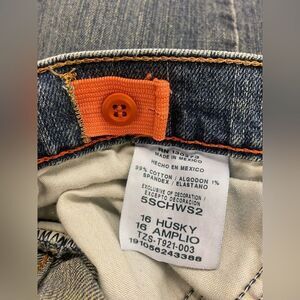 MADE IN MEXICO
HECHO EN MEXICO
99% COTTON / ALGODON 1%
SPANDEX / ELASTANO
EXCLUSIVE OF DECORATION /
EXCEPTO DECORACION
5SCHWS2
-
16 HUSKY
16 AMPLIO
TZS-T921-003
191056243388